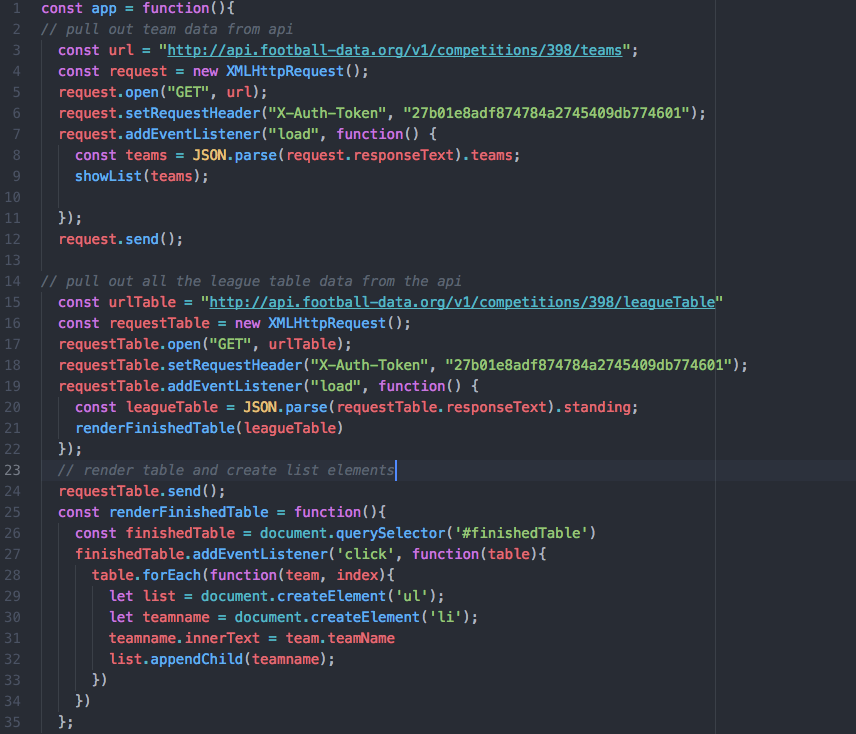 1 const app = function(){
2 // pull out team data from api
3 const url = "http://api.football-data.org/v1/competitions/398/teams";
4 const request = new XMLHttpRequest();
5 request.open("GET", url);
6 request.setRequestHeader("X-Auth-Token", "27b01e8adf874784a2745409db774601");
7 request.addEventListener("load", function() {
8 const teams = JSON.parse(request.responseText).teams;
9 showList(teams);
10
11 });
12 request.send();
13
14 // pull out all the league table data from the api
15 const urlTable = "http://api.football-data.org/v1/competitions/398/leagueTable"
16 const requestTable = new XMLHttpRequest();
17 requestTable.open("GET", urlTable);
18 requestTable.setRequestHeader("X-Auth-Token", "27b01e8adf874784a2745409db774601");
19 requestTable.addEventListener("load", function() {
20 const leagueTable = JSON.parse(requestTable.responseText).standing;
21 renderFinishedTable(leagueTable)
22 });
23 // render table and create list elements
24 requestTable.send();
25 const renderFinishedTable = function(){
26 const finishedTable = document.querySelector('#finishedTable')
27 finishedTable.addEventListener('click', function(table){
28 table.forEach(function(team, index){
29 let list = document.createElement('ul');
30 let teamname = document.createElement('li');
31 teamname.innerText = team.teamName
32 list.appendChild(teamname);
33 })
34 })
35 };